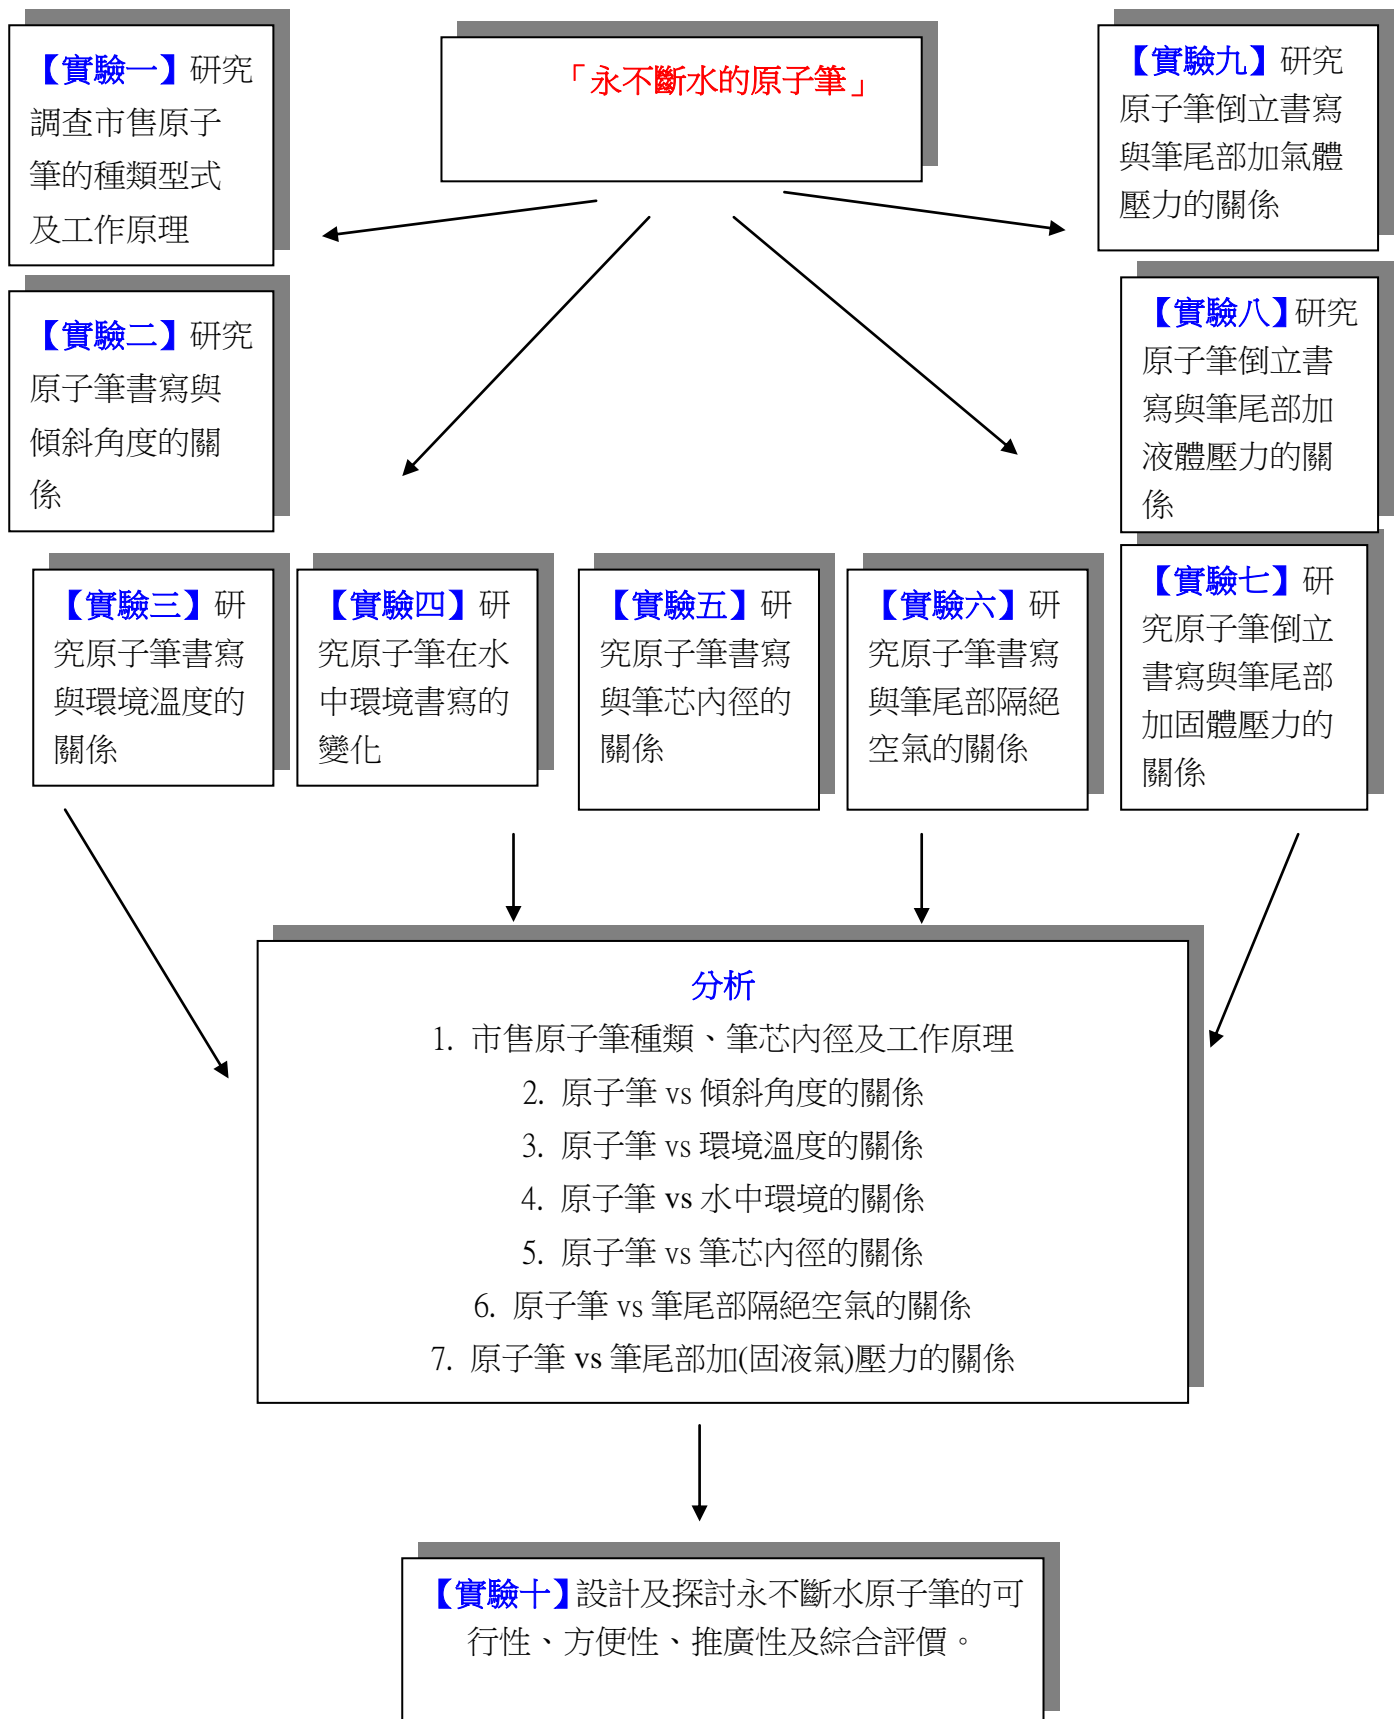 「永不斷水的原子筆」
【實驗一】研究
調查市售原子
筆的種類型式
及工作原理
【實驗二】研究
原子筆書寫與
傾斜角度的關
係
【實驗三】研
究原子筆書寫
與環境溫度的
關係
【實驗四】研
究原子筆在水
中環境書寫的
變化
【實驗五】研
究原子筆書寫
與筆芯內徑的
關係
【實驗六】研
究原子筆書寫
與筆尾部隔絕
空氣的關係
【實驗七】研
究原子筆倒立
書寫與筆尾部
加固體壓力的
關係
【實驗八】研究
原子筆倒立書
寫與筆尾部加
液體壓力的關
係
【實驗九】研究
原子筆倒立書寫
與筆尾部加氣體
壓力的關係
分析
1. 市售原子筆種類、筆芯內徑及工作原理
2. 原子筆 vs 傾斜角度的關係
3. 原子筆 vs 環境溫度的關係
4. 原子筆 vs 水中環境的關係
5. 原子筆 vs 筆芯內徑的關係
6. 原子筆 vs 筆尾部隔絕空氣的關係
7. 原子筆 vs 筆尾部加(固液氣)壓力的關係
【實驗十】設計及探討永不斷水原子筆的可
行性、方便性、推廣性及綜合評價。